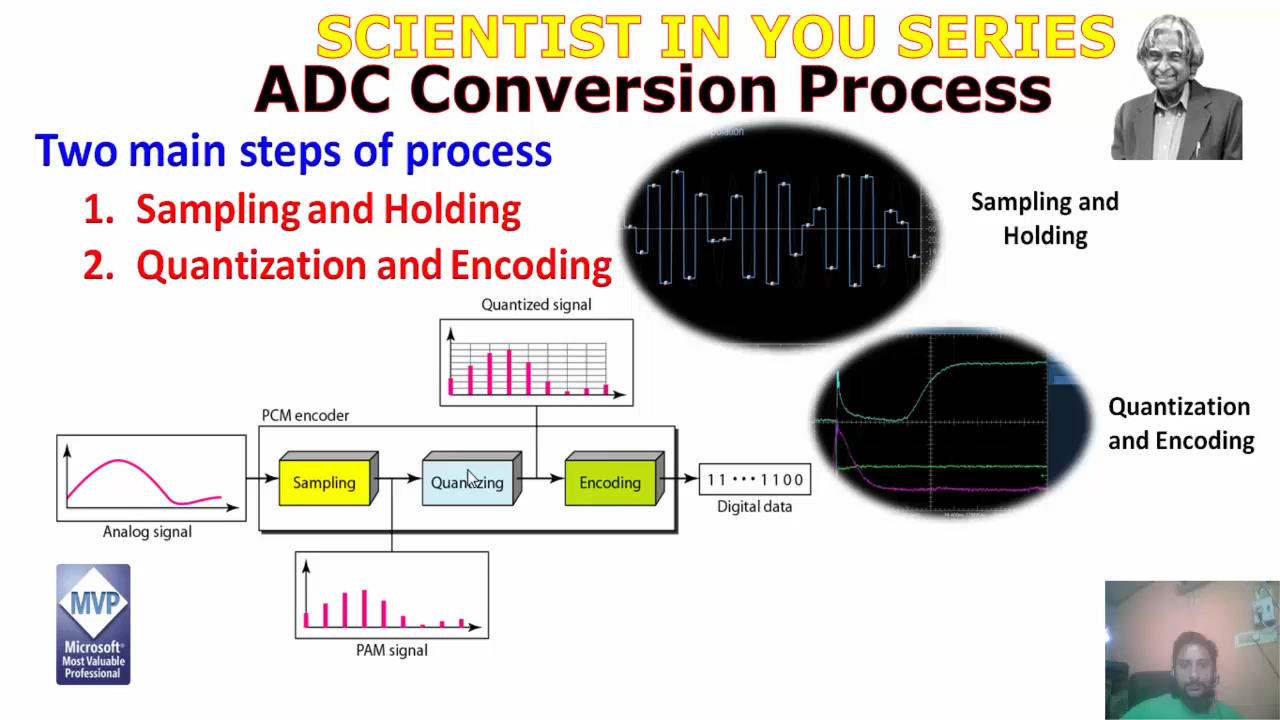 SCIENTIST IN YOU SERIES
ADC Conversion Process
Two main steps of process
1. Sampling and Holding
2. Quantization and Encoding
Sampling and
Holding
Quantized signal
PCM encoder
Sampling
Quantizing
Encoding
11···1100
Digital data
Analog signal
PAM signal
Quantization
and Encoding
MVP
Microsoft®
Most Valuable
Professional